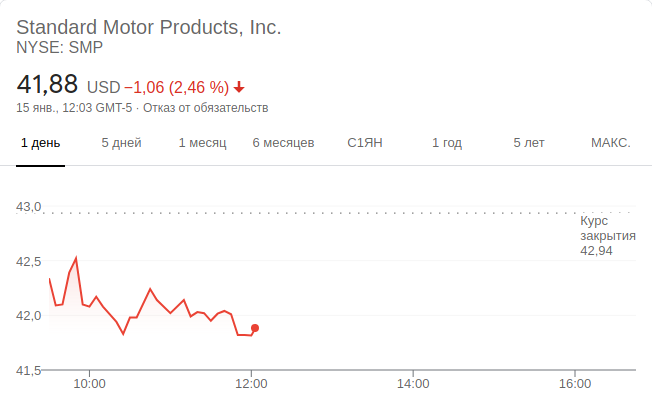 Standard Motor Products, Inc.
NYSE: SMP
41,88 USD −1,06 (2,46 %)
15 янв., 12:03 GMT-5 · Отказ от обязательств
1 день 5 дней 1 месяц 6 месяцев С1ЯН 1 год 5 лет МАКС.
43,0
Курс
закрытия
42,94
42,5
42,0
41,5
10:00 12:00 14:00 16:00